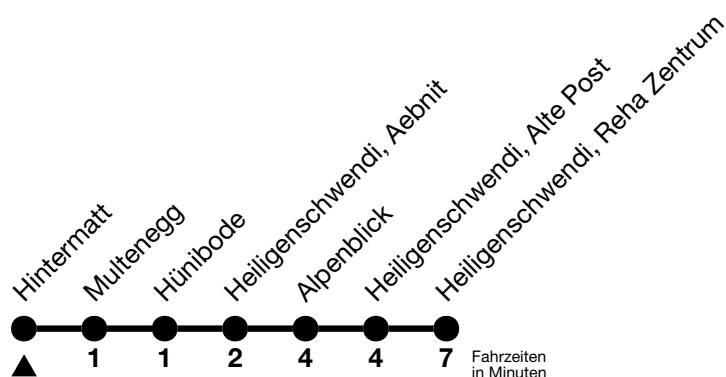 Hintermatt
Multenegg
Hünibode
Heiligenschwendi, Aebnit
Alpenblick
Heiligenschwendi, Alte Post
Heiligenschwendi, Reha Zentrum
1 1 2 4 4 7 Fahrzeiten
in Minuten